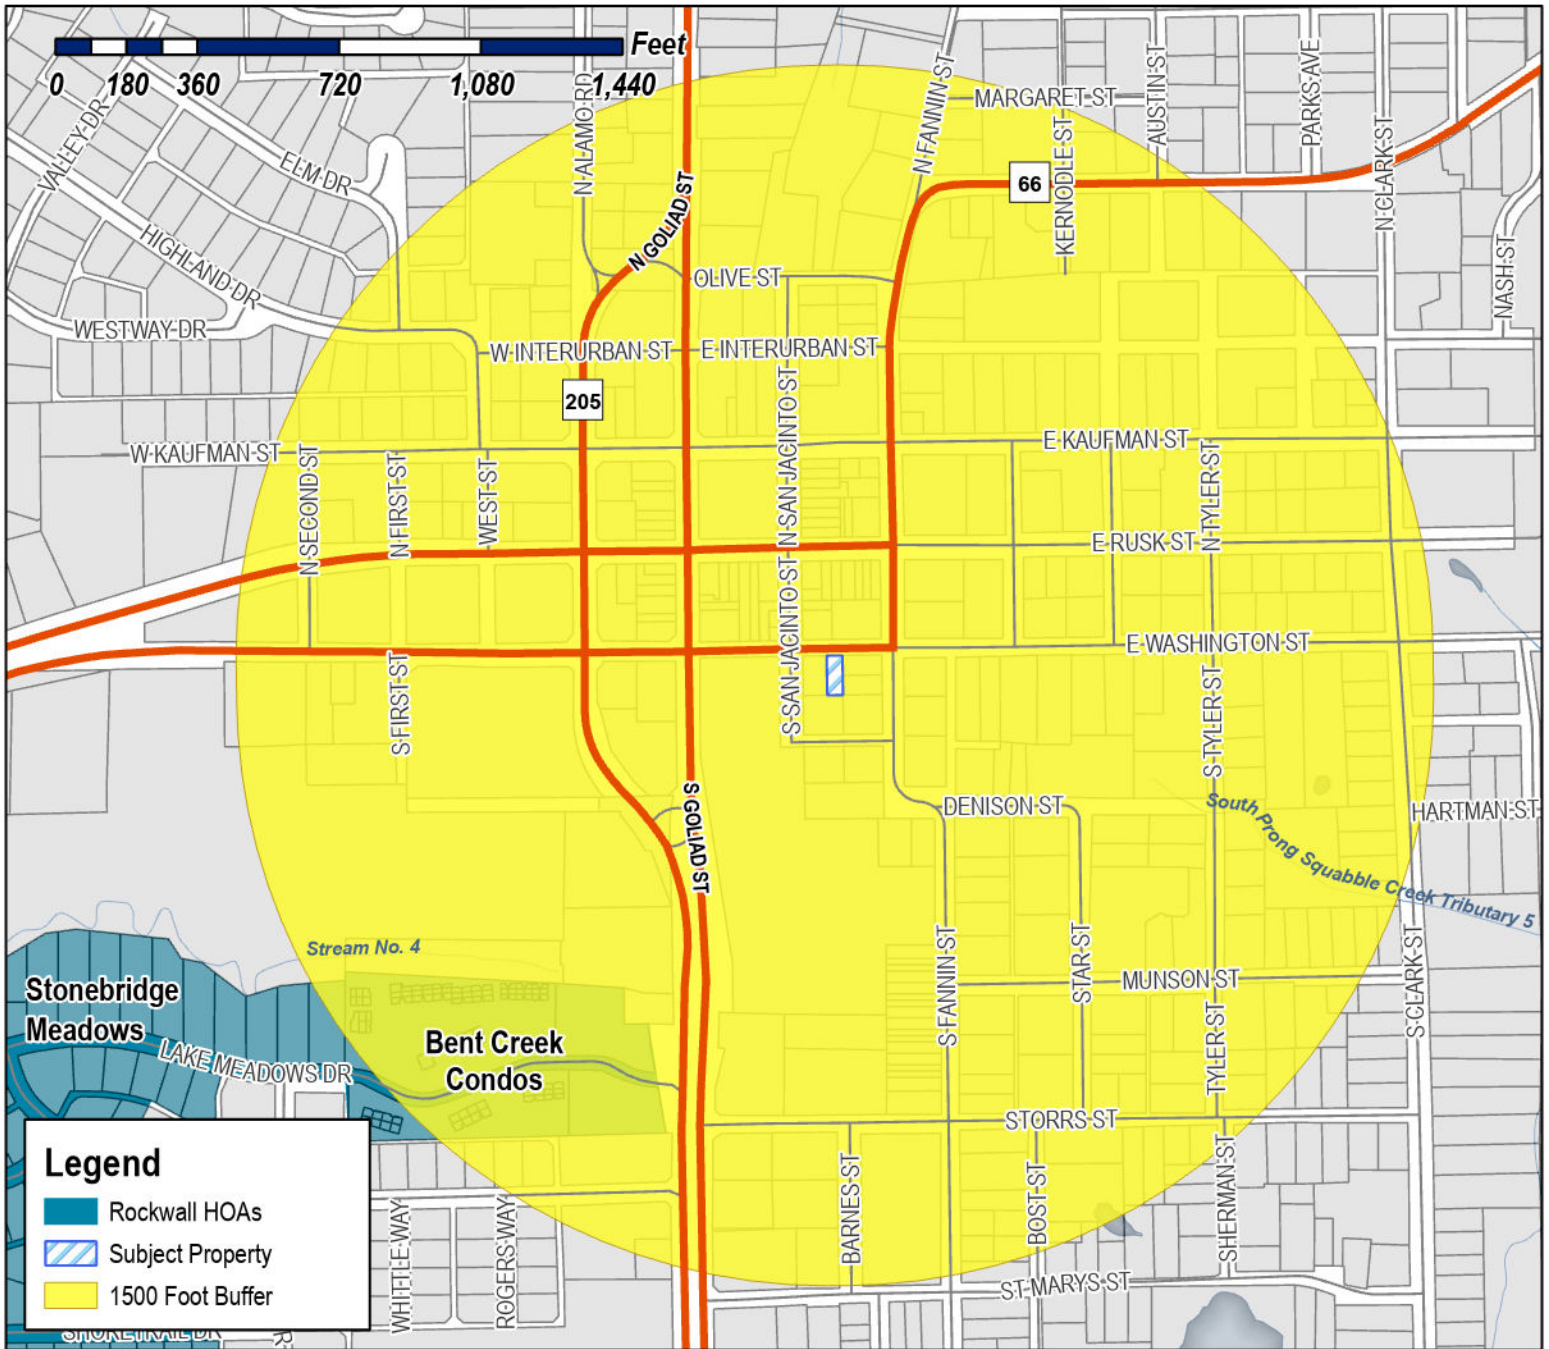 Feet
0 180 360 720 1,080 1,440
VALLEY DR
ELM DR
HIGHLAND DR
WESTWAY DR
N ALAMO RD
N GOLIAD ST
N FANNIN ST
MARGARET ST
KERNODLE ST
AUSTIN ST
PARKS AVE
N CLARK ST
NASH ST
66
OLIVE ST
W INTERURBAN ST
E INTERURBAN ST
205
W KAUFMAN ST
E KAUFMAN ST
N SECOND ST
N FIRST ST
WEST ST
N SAN JACINTO ST
N TYLER ST
E RUSK ST
S SAN JACINTO ST
E WASHINGTON ST
S FIRST ST
S TYLER ST
S GOLIAD ST
DENISON ST
HARTMAN ST
South Prong Squabble Creek Tributary 5
Stream No. 4
S FANNIN ST
STAR ST
MUNSON ST
S CLARK ST
Stonebridge
Meadows
LAKE MEADOWS DR
Bent Creek
Condos
TYLER ST
STORRS ST
BARNES ST
BOST ST
SHERMAN ST
ST MARYS ST
WHITTLE WAY
ROGERS WAY
Legend
Rockwall HOAs
Subject Property
1500 Foot Buffer